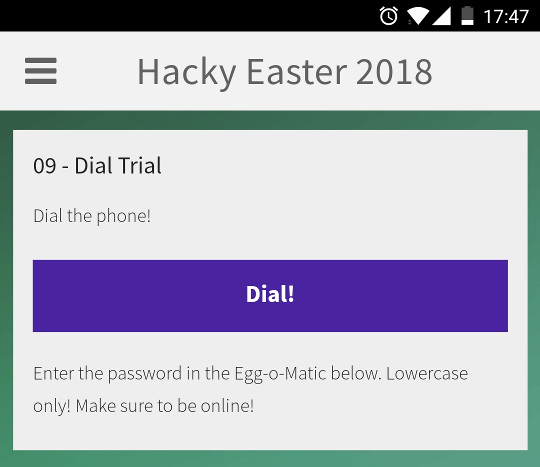 17:47
Hacky Easter 2018
09 - Dial Trial
Dial the phone!
Dial!
Enter the password in the Egg-o-Matic below. Lowercase
only! Make sure to be online!